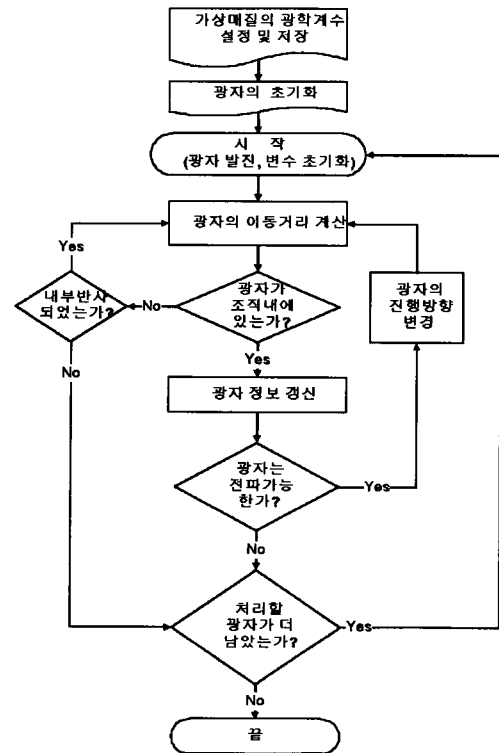 가상매질의 광학계수
설정 및 저장
광자의 초기화
시 작
(광자 발진, 변수 초기화)
광자의 이동거리 계산
Yes
내부반사
되었는가?
No
광자가
조직내에
있는가?
광자의
진행방향
변경
No
Yes
광자 정보 갱신
광자는
전파가능
한가?
Yes
No
처리할
광자가 더
남았는가?
Yes
No
끝